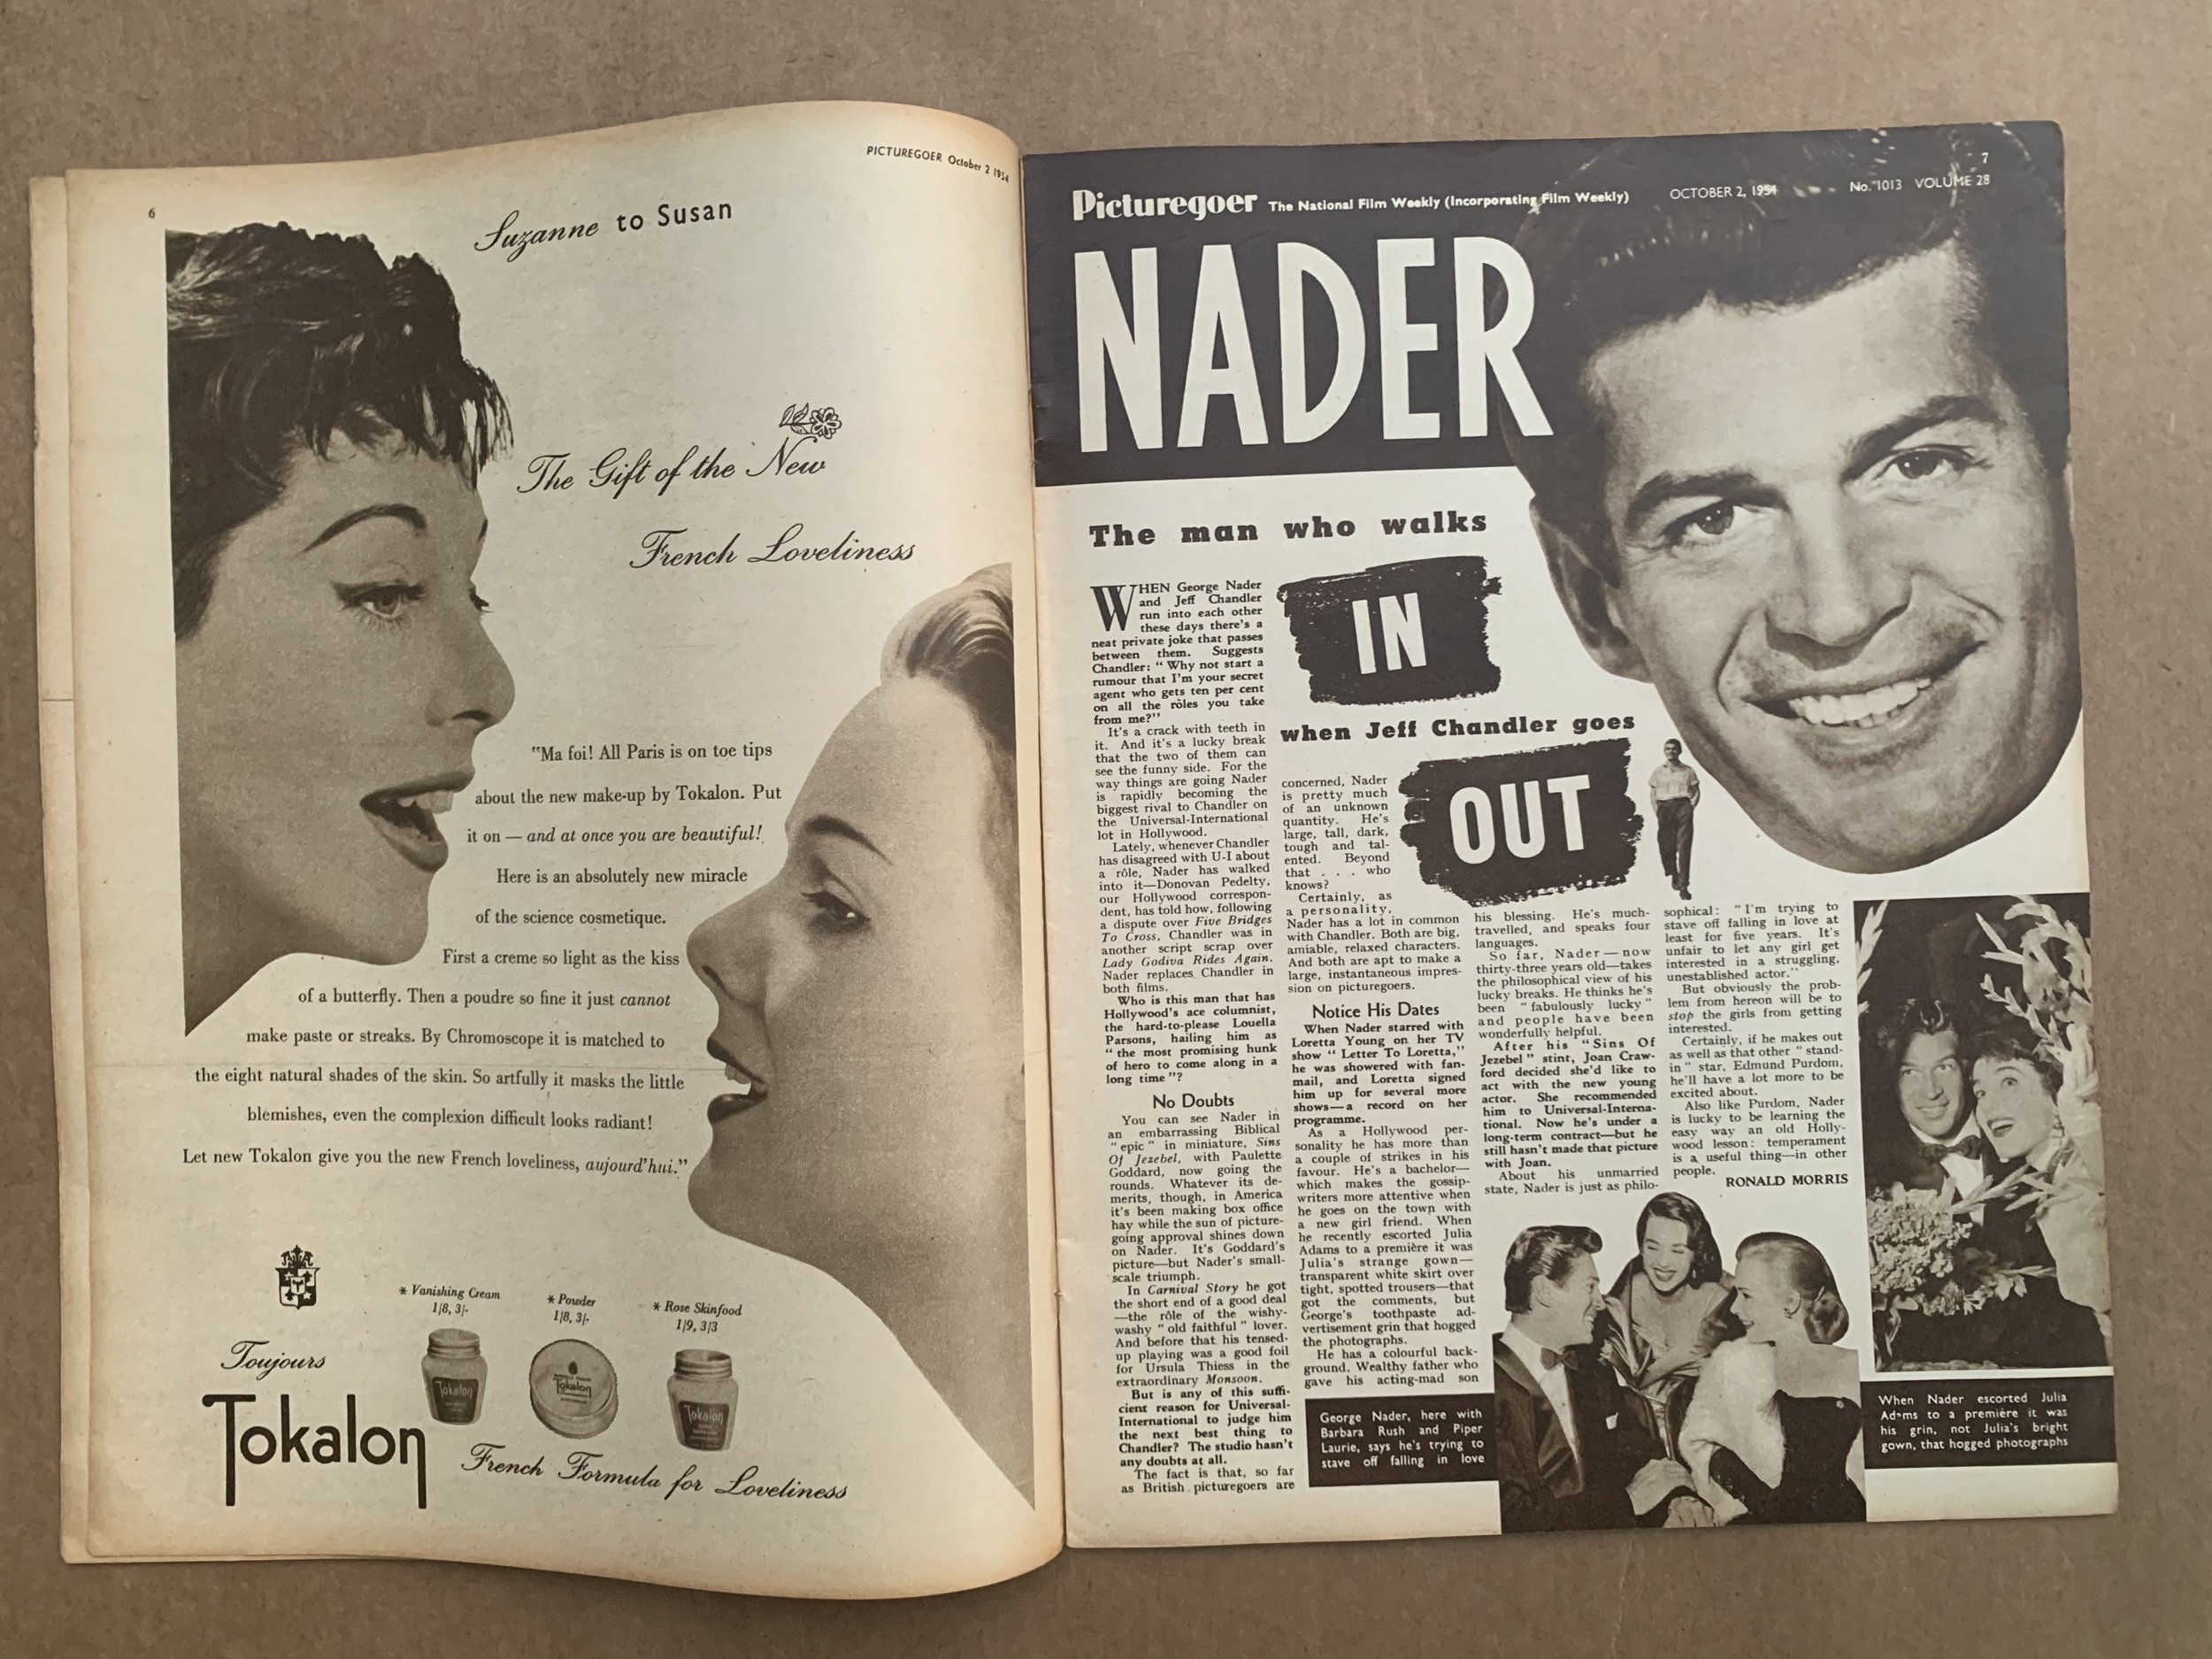 PICTUREGOER October 2 1954
6
Suzanne to Susan
The Gift of the New
French Loveliness
"Ma foi! All Paris is on toe tips
about the new make-up by Tokalon. Put
it on — and at once you are beautiful!
Here is an absolutely new miracle
of the science cosmetique.
First a creme so light as the kiss
of a butterfly. Then a poudre so fine it just cannot
make paste or streaks. By Chromoscope it is matched to
the eight natural shades of the skin. So artfully it masks the little
blemishes, even the complexion difficult looks radiant!
Let new Tokalon give you the new French loveliness, aujourd'hui."
* Vanishing Cream
1/8, 3/-
* Powder
1/8, 3/-
* Rose Skinfood
1/9, 3/3
Toujours
Tokalon
Tokalon
Tokalon
Tokalon
French Formula for Loveliness
7
Picturegoer The National Film Weekly (Incorporating Film Weekly) OCTOBER 2, 1954 No. 1013 VOLUME 28
NADER
The man who walks
IN
when Jeff Chandler goes
OUT
WHEN George Nader
and Jeff Chandler
run into each other
these days there's a
neat private joke that passes
between them. Suggests
Chandler: "Why not start a
rumour that I'm your secret
agent who gets ten per cent
on all the rôles you take
from me?"
It's a crack with teeth in
it. And it's a lucky break
that the two of them can
see the funny side. For the
way things are going Nader
is rapidly becoming the
biggest rival to Chandler on
the Universal-International
lot in Hollywood.
Lately, whenever Chandler
has disagreed with U-I about
a rôle, Nader has walked
into it—Donovan Pedelty,
our Hollywood correspon-
dent, has told how, following
a dispute over Five Bridges
To Cross, Chandler was in
another script scrap over
Lady Godiva Rides Again.
Nader replaces Chandler in
both films.
Who is this man that has
Hollywood's ace columnist,
the hard-to-please Louella
Parsons, hailing him as
"the most promising hunk
of hero to come along in a
long time"?
No Doubts
You can see Nader in
an embarrassing Biblical
"epic" in miniature, Sins
Of Jezebel, with Paulette
Goddard, now going the
rounds. Whatever its de-
merits, though, in America
it's been making box office
hay while the sun of picture-
going approval shines down
on Nader. It's Goddard's
picture—but Nader's small-
scale triumph.
In Carnival Story he got
the short end of a good deal
—the rôle of the wishy-
washy "old faithful" lover.
And before that his tensed-
up playing was a good foil
for Ursula Thiess in the
extraordinary Monsoon.
But is any of this suffi-
cient reason for Universal-
International to judge him
the next best thing to
Chandler? The studio hasn't
any doubts at all.
The fact is that, so far
as British picturegoers are
concerned, Nader
is pretty much
of an unknown
quantity. He's
large, tall, dark,
tough and tal-
ented. Beyond
that . . . who
knows?
Certainly, as
a personality,
Nader has a lot in common
with Chandler. Both are big,
amiable, relaxed characters.
And both are apt to make a
large, instantaneous impres-
sion on picturegoers.
Notice His Dates
When Nader starred with
Loretta Young on her TV
show "Letter To Loretta,"
he was showered with fan-
mail, and Loretta signed
him up for several more
shows—a record on her
programme.
As a Hollywood per-
sonality he has more than
a couple of strikes in his
favour. He's a bachelor—
which makes the gossip-
writers more attentive when
he goes on the town with
a new girl friend. When
he recently escorted Julia
Adams to a première it was
Julia's strange gown—
transparent white skirt over
tight, spotted trousers—that
got the comments, but
George's toothpaste ad-
vertisement grin that hogged
the photographs.
He has a colourful back-
ground. Wealthy father who
gave his acting-mad son
his blessing. He's much-
travelled, and speaks four
languages.
So far, Nader — now
thirty-three years old—takes
the philosophical view of his
lucky breaks. He thinks he's
been "fabulously lucky"
and people have been
wonderfully helpful.
After his "Sins Of
Jezebel" stint, Joan Craw-
ford decided she'd like to
act with the new young
actor. She recommended
him to Universal-Interna-
tional. Now he's under a
long-term contract—but he
still hasn't made that picture
with Joan.
About his unmarried
state, Nader is just as philo-
sophical: "I'm trying to
stave off falling in love at
least for five years. It's
unfair to let any girl get
interested in a struggling,
unestablished actor."
But obviously the prob-
lem from hereon will be to
stop the girls from getting
interested.
Certainly, if he makes out
as well as that other "stand-
in" star, Edmund Purdom,
he'll have a lot more to be
excited about.
Also like Purdom, Nader
is lucky to be learning the
easy way an old Holly-
wood lesson: temperament
is a useful thing—in other
people.
RONALD MORRIS
George Nader, here with
Barbara Rush and Piper
Laurie, says he's trying to
stave off falling in love
When Nader escorted Julia
Adams to a première it was
his grin, not Julia's bright
gown, that hogged photographs